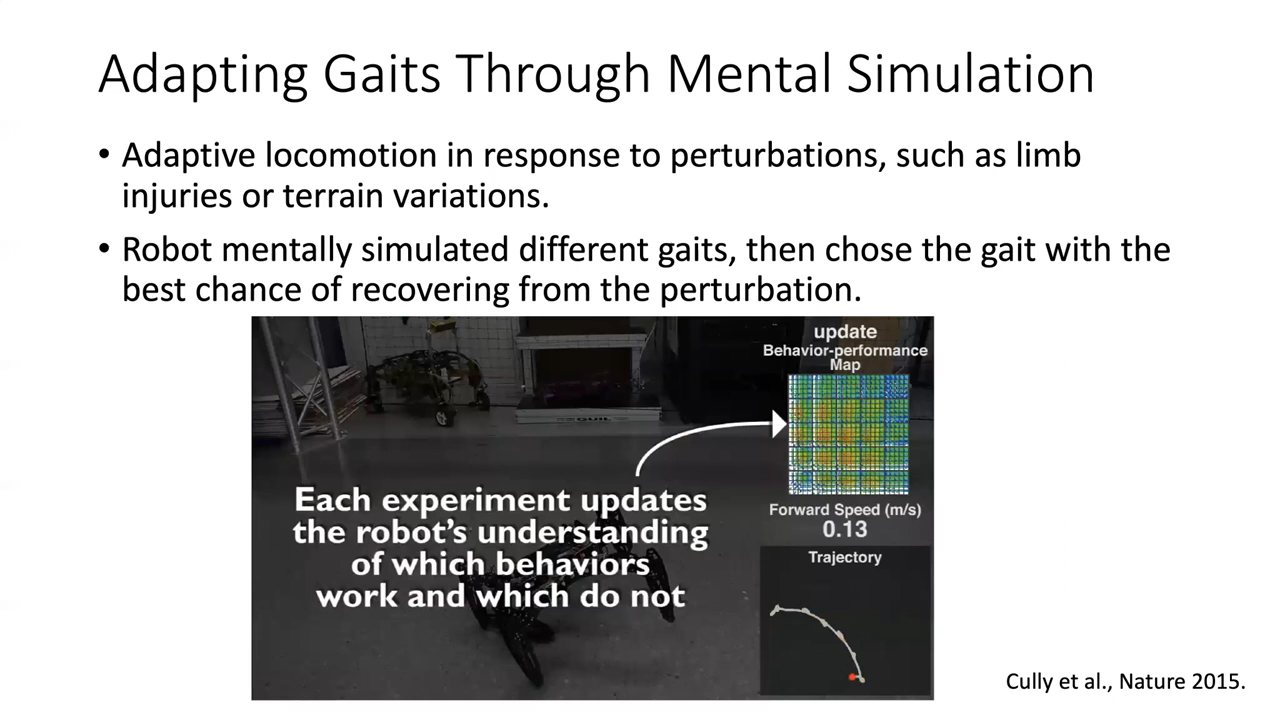 Adapting Gaits Through Mental Simulation
• Adaptive locomotion in response to perturbations, such as limb
injuries or terrain variations.
• Robot mentally simulated different gaits, then chose the gait with the
best chance of recovering from the perturbation.
update
Behavior-performance
Map
GUIL
Each experiment updates
the robot's understanding
of which behaviors
work and which do not
Forward Speed (m/s)
0.13
Trajectory
Cully et al., Nature 2015.